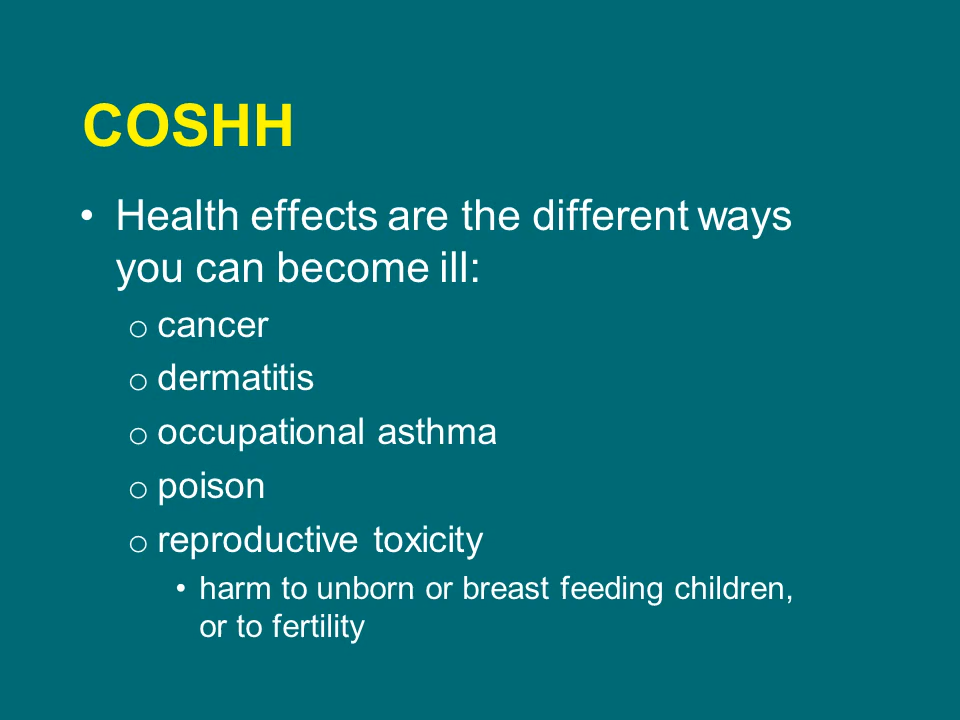 COSHH
• Health effects are the different ways
you can become ill:
o cancer
o dermatitis
o occupational asthma
o poison
o reproductive toxicity
• harm to unborn or breast feeding children,
or to fertility